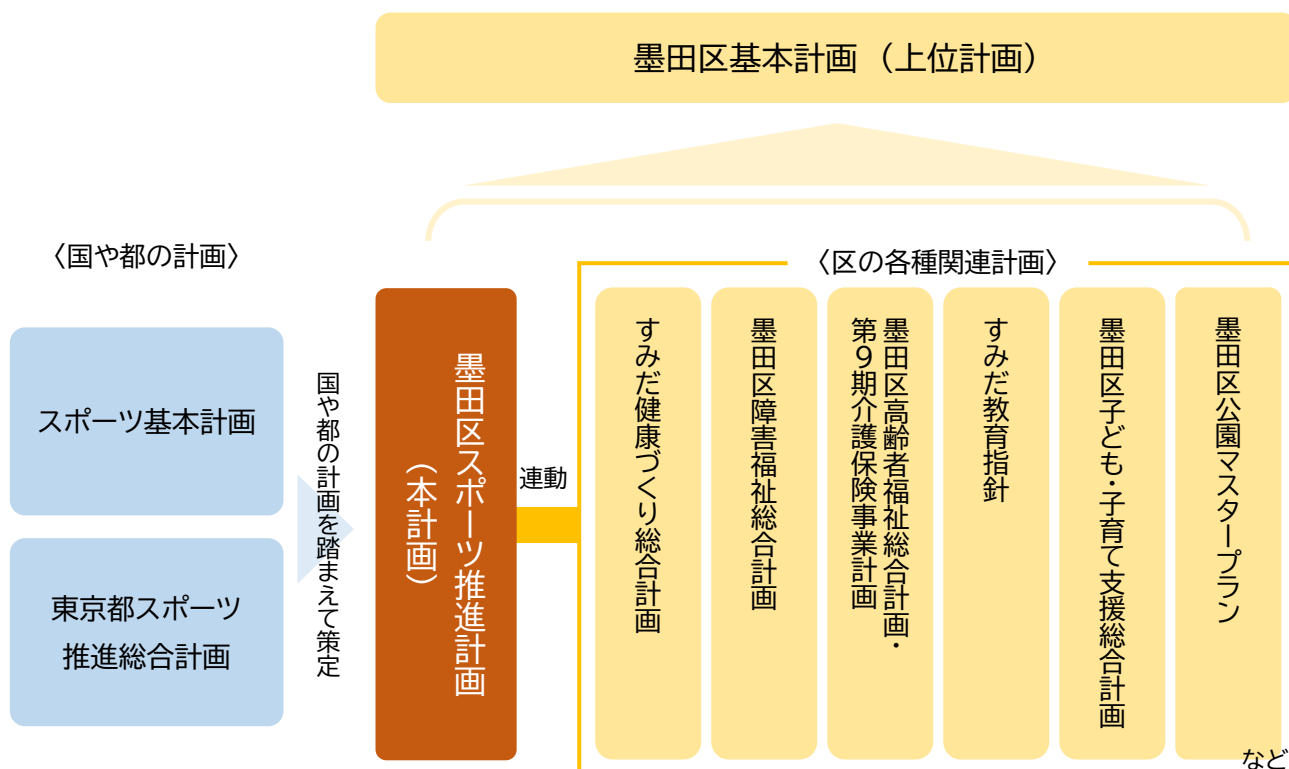 墨田区基本計画（上位計画）
〈国や都の計画〉
スポーツ基本計画
東京都スポーツ
推進総合計画
国や都の計画を踏まえて策定
墨田区スポーツ推進計画
（本計画）
連動
〈区の各種関連計画〉
すみだ健康づくり総合計画
墨田区障害福祉総合計画
墨田区高齢者福祉総合計画・
第９期介護保険事業計画
すみだ教育指針
墨田区子ども・子育て支援総合計画
墨田区公園マスタープラン
など